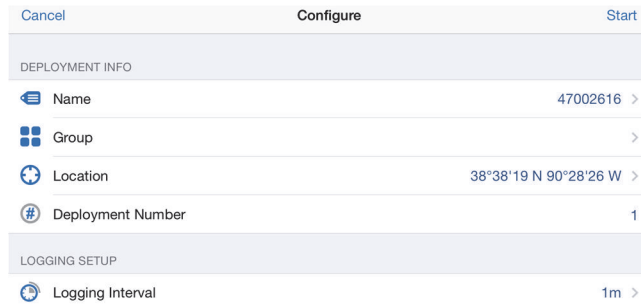 Cancel Configure Start
DEPLOYMENT INFO
Name 47002616
Group
Location 38°38'19 N 90°28'26 W
# Deployment Number 1
LOGGING SETUP
Logging Interval 1m